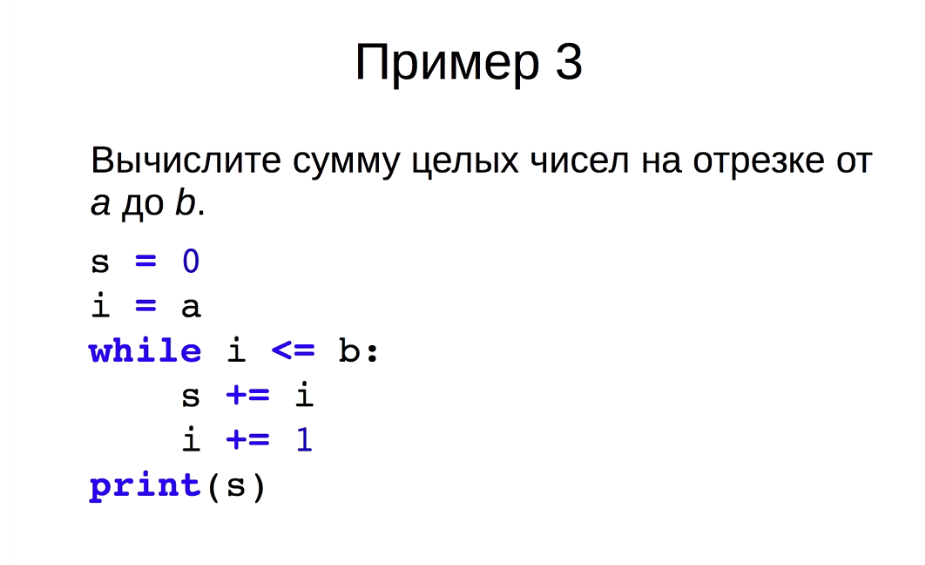 Пример 3
Вычислите сумму целых чисел на отрезке от
a до b.
s = 0
i = a
while i <= b:
    s += i
    i += 1
print(s)